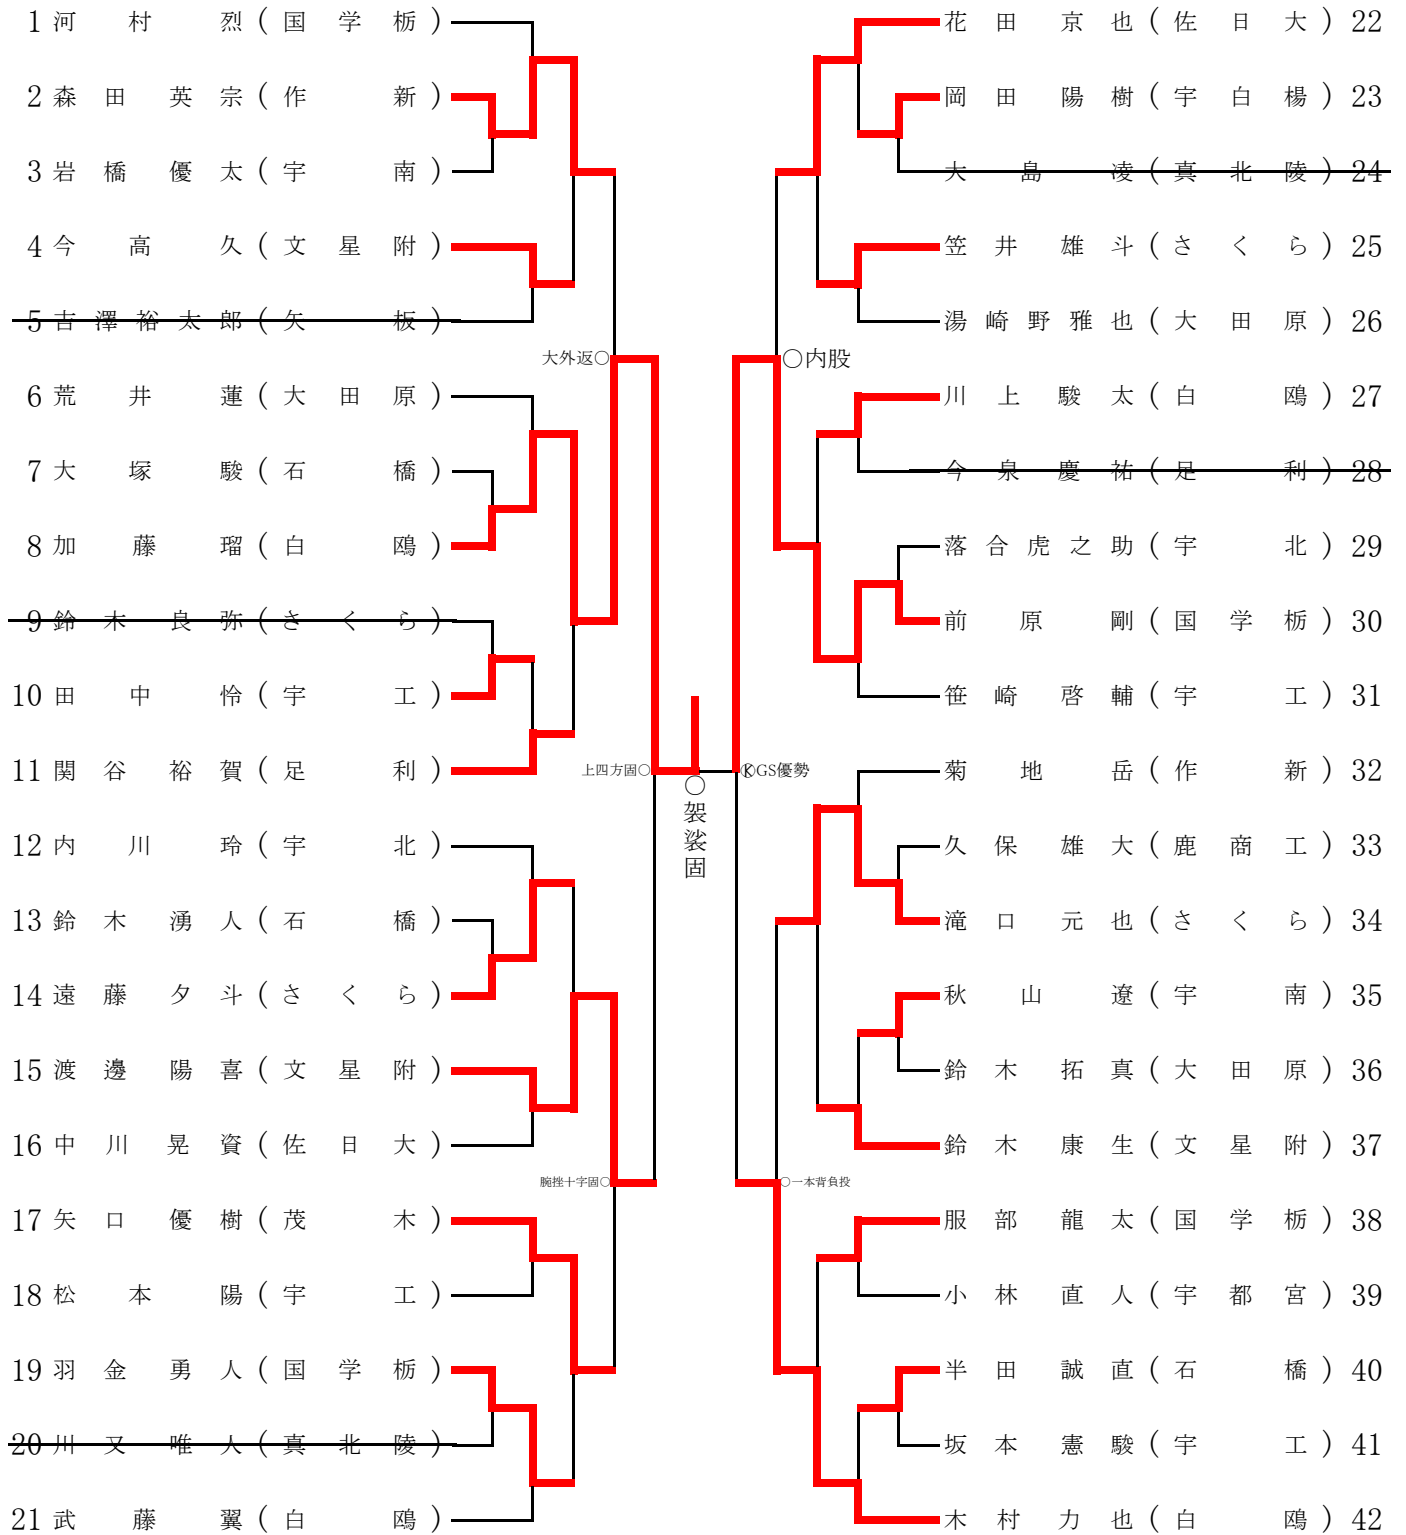 1 河村烈 (国学栃)
2 森田英宗 (作新)
3 岩橋優太 (宇南)
4 今高久 (文星附)
5 吉澤裕太郎 (矢板)
6 荒井蓮 (大田原)
7 大塚駿 (石橋)
8 加藤瑠 (白鴎)
9 鈴木良弥 (さくら)
10 田中怜 (宇工)
11 関谷裕賀 (足利)
12 内川玲 (宇北)
13 鈴木湧人 (石橋)
14 遠藤夕斗 (さくら)
15 渡邊陽喜 (文星附)
16 中川晃資 (佐日大)
17 矢口優樹 (茂木)
18 松本陽 (宇工)
19 羽金勇人 (国学栃)
20 川又唯人 (真北陵)
21 武藤翼 (白鴎)
大外返○
上四方固○
腕挫十字固○
○袈裟固
○内股
ⓀGS優勢
○一本背負投
花田京也 (佐日大) 22
岡田陽樹 (宇白楊) 23
大島凌 (真北陵) 24
笠井雄斗 (さくら) 25
湯崎野雅也 (大田原) 26
川上駿太 (白鴎) 27
今泉慶祐 (足利) 28
落合虎之助 (宇北) 29
前原剛 (国学栃) 30
笹崎啓輔 (宇工) 31
菊地岳 (作新) 32
久保雄大 (鹿商工) 33
滝口元也 (さくら) 34
秋山遼 (宇南) 35
鈴木拓真 (大田原) 36
鈴木康生 (文星附) 37
服部龍太 (国学栃) 38
小林直人 (宇都宮) 39
半田誠直 (石橋) 40
坂本憲駿 (宇工) 41
木村力也 (白鴎) 42